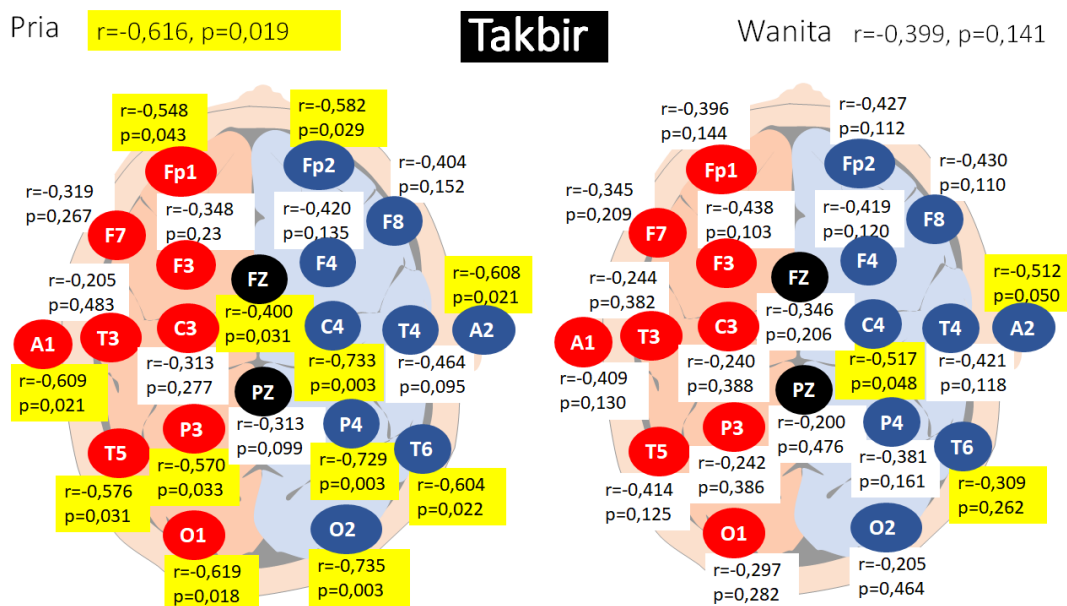 Pria
r=-0,616, p=0,019
Takbir
Wanita
r=-0,399, p=0,141
r=-0,548
p=0,043
r=-0,582
p=0,029
Fp1
Fp2
r=-0,404
p=0,152
r=-0,319
p=0,267
r=-0,348
p=0,23
r=-0,420
p=0,135
F7
F8
F3
FZ
F4
r=-0,205
p=0,483
r=-0,608
p=0,021
r=-0,400
p=0,031
A1
T3
C3
C4
T4
A2
r=-0,609
p=0,021
r=-0,313
p=0,277
r=-0,733
p=0,003
r=-0,464
p=0,095
PZ
r=-0,313
p=0,099
T5
P3
P4
T6
r=-0,576
p=0,031
r=-0,570
p=0,033
r=-0,729
p=0,003
r=-0,604
p=0,022
O1
O2
r=-0,619
p=0,018
r=-0,735
p=0,003
r=-0,396
p=0,144
r=-0,427
p=0,112
Fp1
Fp2
r=-0,430
p=0,110
r=-0,345
p=0,209
r=-0,438
p=0,103
r=-0,419
p=0,120
F7
F8
F3
FZ
F4
r=-0,244
p=0,382
r=-0,512
p=0,050
r=-0,346
p=0,206
A1
T3
C3
C4
T4
A2
r=-0,409
p=0,130
r=-0,240
p=0,388
r=-0,517
p=0,048
r=-0,421
p=0,118
PZ
r=-0,200
p=0,476
T5
P3
P4
T6
r=-0,414
p=0,125
r=-0,242
p=0,386
r=-0,381
p=0,161
r=-0,309
p=0,262
O1
O2
r=-0,297
p=0,282
r=-0,205
p=0,464